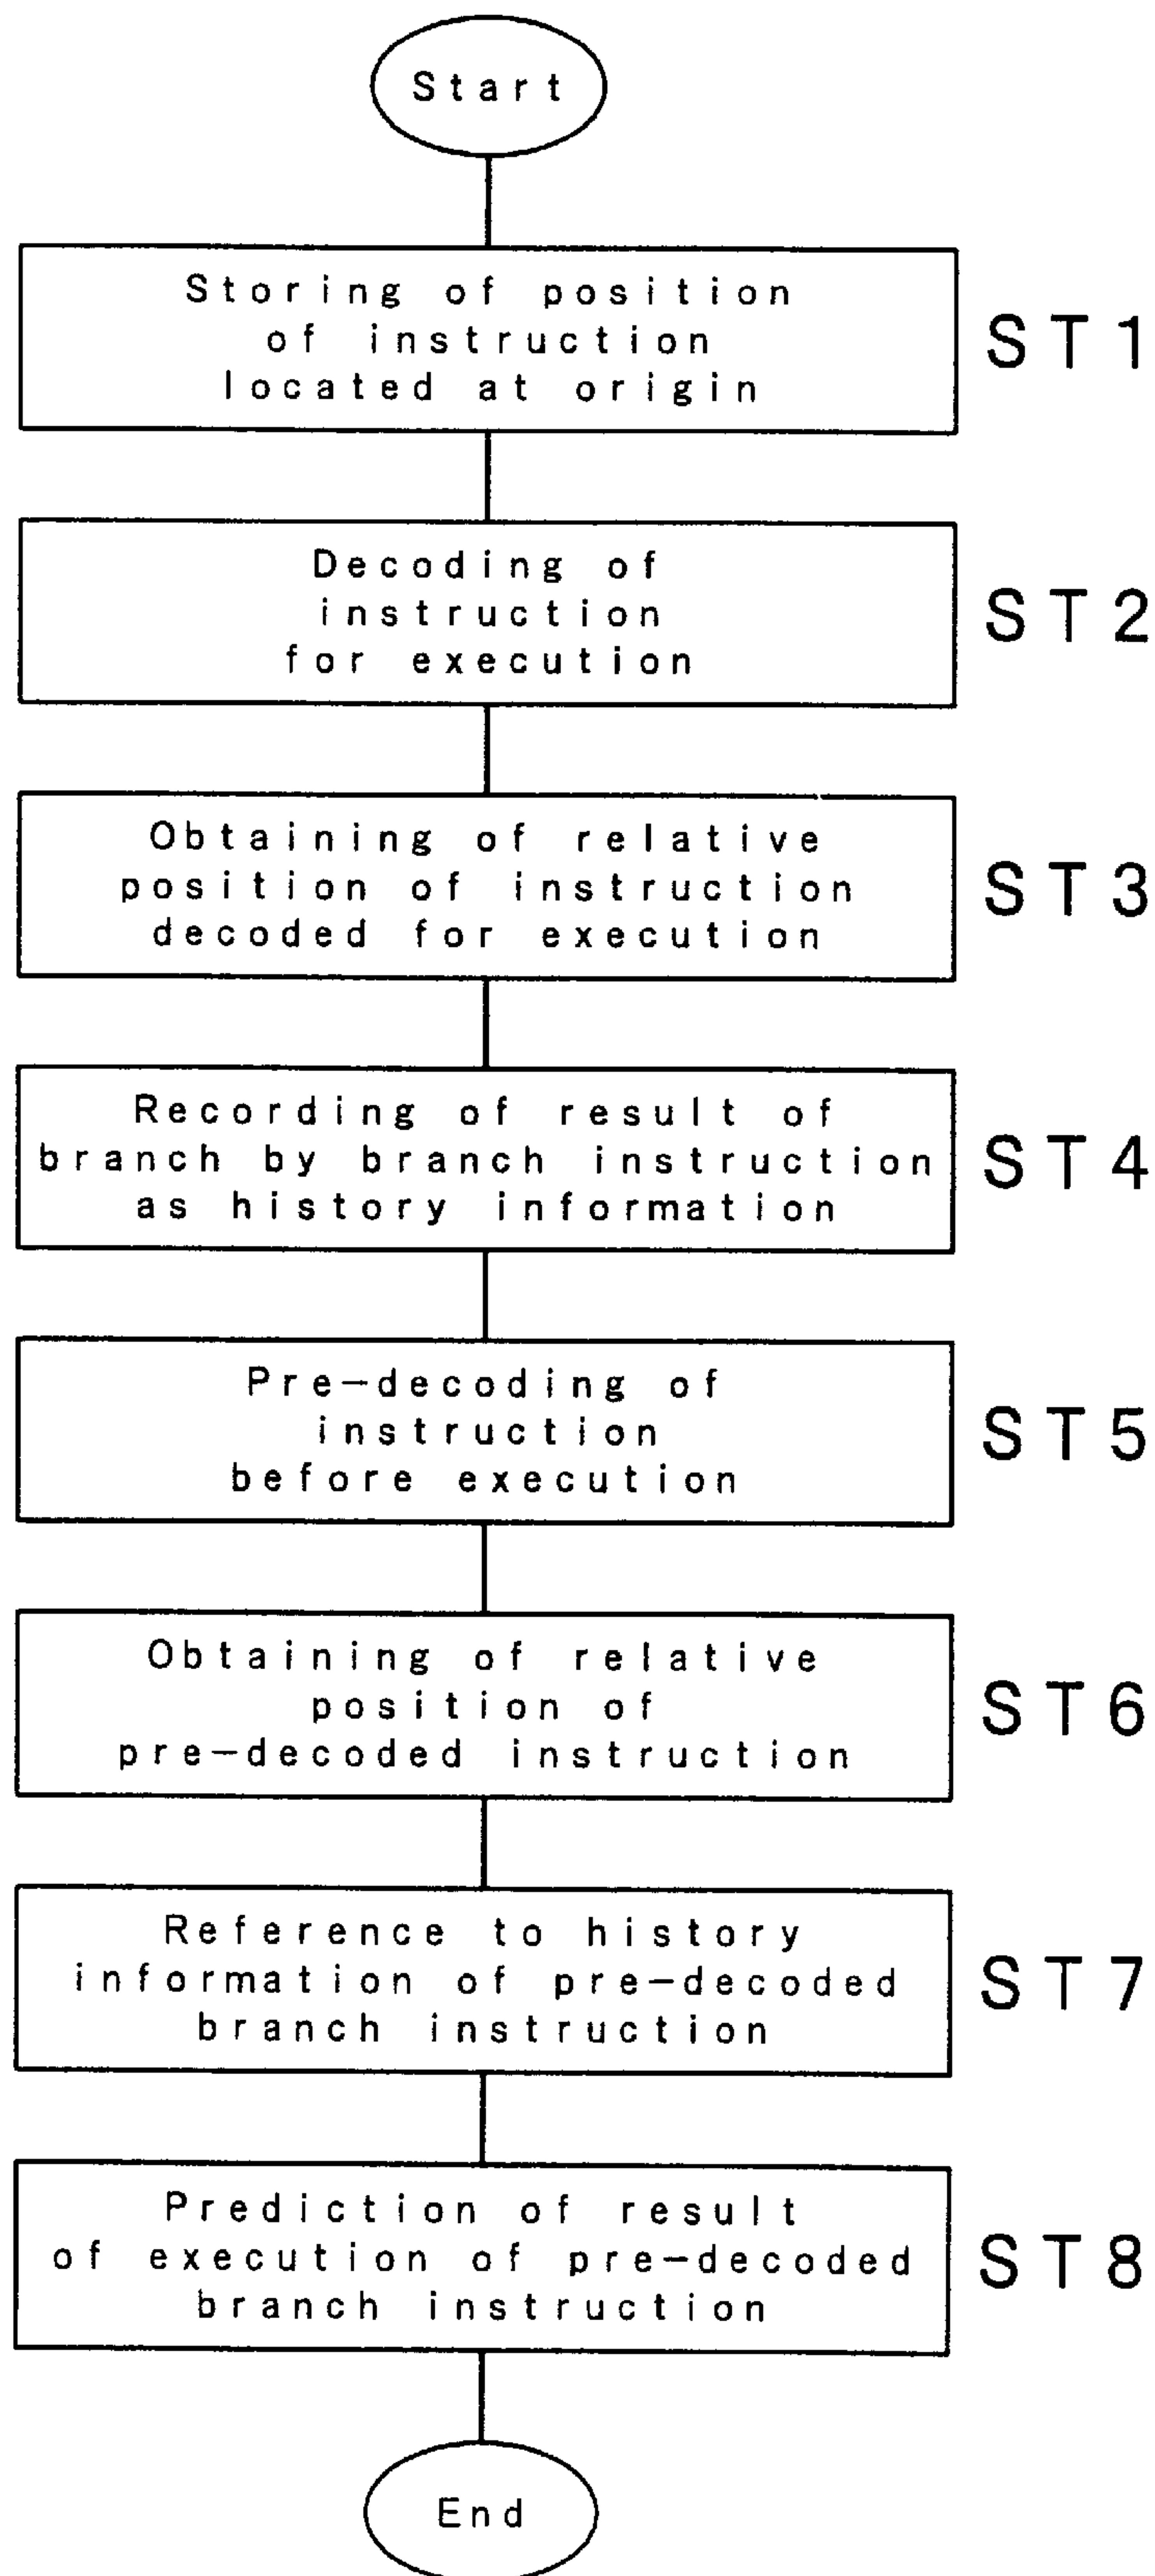 Start
Storing of position
of instruction
located at origin
ST1
Decoding of
instruction
for execution
ST2
Obtaining of relative
position of instruction
decoded for execution
ST3
Recording of result of
branch by branch instruction
as history information
ST4
Pre-decoding of
instruction
before execution
ST5
Obtaining of relative
position of
pre-decoded instruction
ST6
Reference to history
information of pre-decoded
branch instruction
ST7
Prediction of result
of execution of pre-decoded
branch instruction
ST8
End